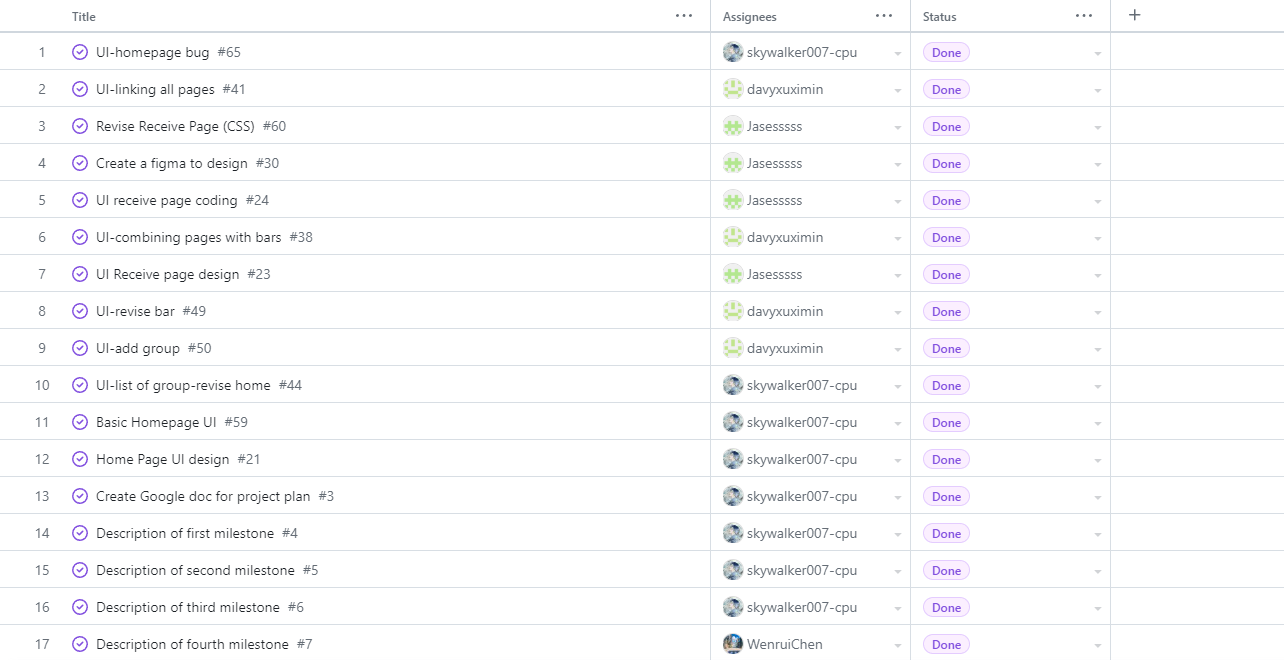 Title ... Assignees ... Status ... +
1 UI-homepage bug #65 skywalker007-cpu Done
2 UI-linking all pages #41 davyxuximin Done
3 Revise Receive Page (CSS) #60 Jasesssss Done
4 Create a figma to design #30 Jasesssss Done
5 UI receive page coding #24 Jasesssss Done
6 UI-combining pages with bars #38 davyxuximin Done
7 UI Receive page design #23 Jasesssss Done
8 UI-revise bar #49 davyxuximin Done
9 UI-add group #50 davyxuximin Done
10 UI-list of group-revise home #44 skywalker007-cpu Done
11 Basic Homepage UI #59 skywalker007-cpu Done
12 Home Page UI design #21 skywalker007-cpu Done
13 Create Google doc for project plan #3 skywalker007-cpu Done
14 Description of first milestone #4 skywalker007-cpu Done
15 Description of second milestone #5 skywalker007-cpu Done
16 Description of third milestone #6 skywalker007-cpu Done
17 Description of fourth milestone #7 WenruiChen Done